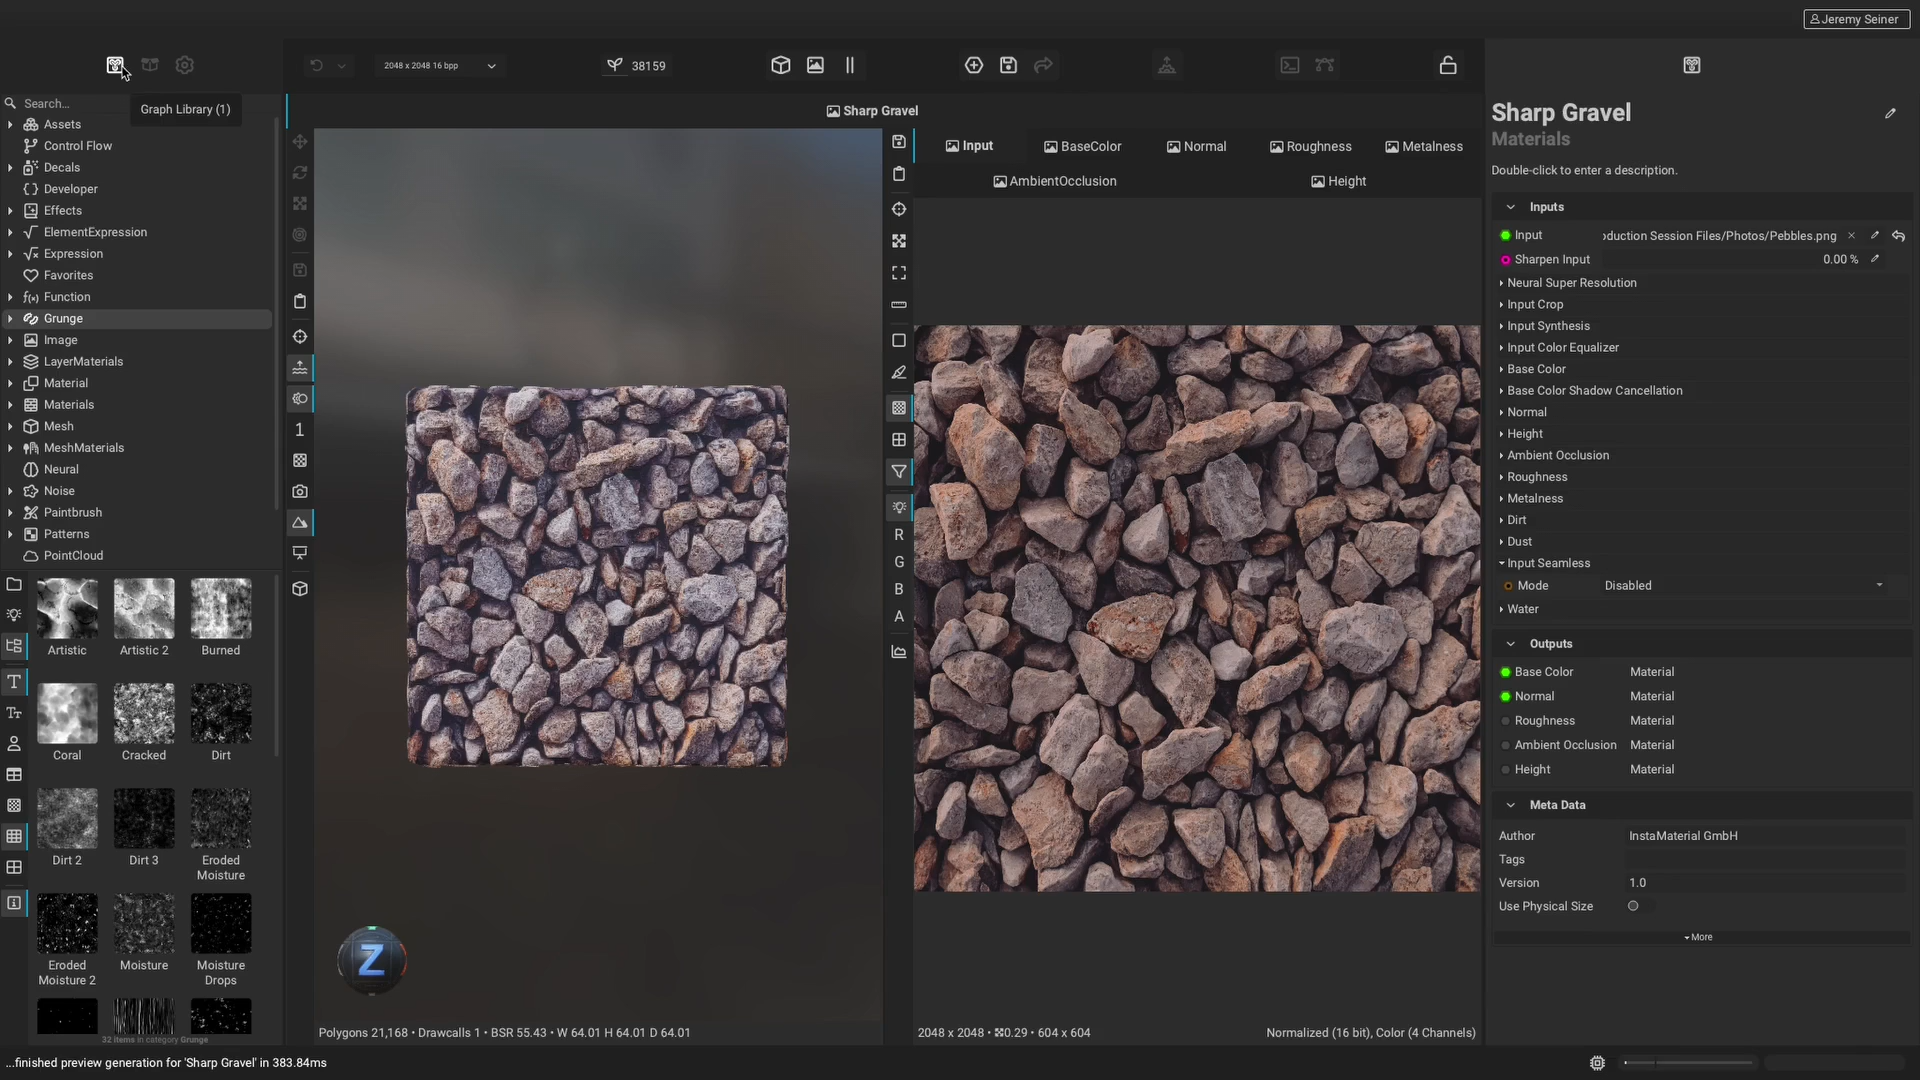 Jeremy Seiner
2048 x 2048 16 bpp
38159
Search...
Graph Library (1)
Assets
Control Flow
Decals
Developer
Effects
ElementExpression
Expression
Favorites
Function
Grunge
Image
LayerMaterials
Material
Materials
Mesh
MeshMaterials
Neural
Noise
Paintbrush
Patterns
PointCloud
Artistic
Artistic 2
Burned
Coral
Cracked
Dirt
Dirt 2
Dirt 3
Eroded
Moisture
Eroded
Moisture 2
Moisture
Moisture
Drops
32 items in category Grunge
...finished preview generation for 'Sharp Gravel' in 383.84ms
Sharp Gravel
1
Z
Polygons 21,168 • Drawcalls 1 • BSR 55.43 • W 64.01 H 64.01 D 64.01
Input
BaseColor
Normal
Roughness
Metalness
AmbientOcclusion
Height
R
G
B
A
2048 x 2048 • 0.29 • 604 x 604
Normalized (16 bit), Color (4 Channels)
Sharp Gravel
Materials
Double-click to enter a description.
Inputs
Input duction Session Files/Photos/Pebbles.png
Sharpen Input 0.00 %
Neural Super Resolution
Input Crop
Input Synthesis
Input Color Equalizer
Base Color
Base Color Shadow Cancellation
Normal
Height
Ambient Occlusion
Roughness
Metalness
Dirt
Dust
Input Seamless
Mode Disabled
Water
Outputs
Base Color Material
Normal Material
Roughness Material
Ambient Occlusion Material
Height Material
Meta Data
Author InstaMaterial GmbH
Tags
Version 1.0
Use Physical Size
More